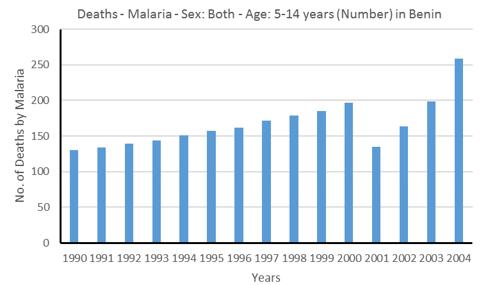 Deaths - Malaria - Sex: Both - Age: 5-14 years (Number) in Benin
300
250
200
150
100
50
0
No. of Deaths by Malaria
1990 1991 1992 1993 1994 1995 1996 1997 1998 1999 2000 2001 2002 2003 2004
Years